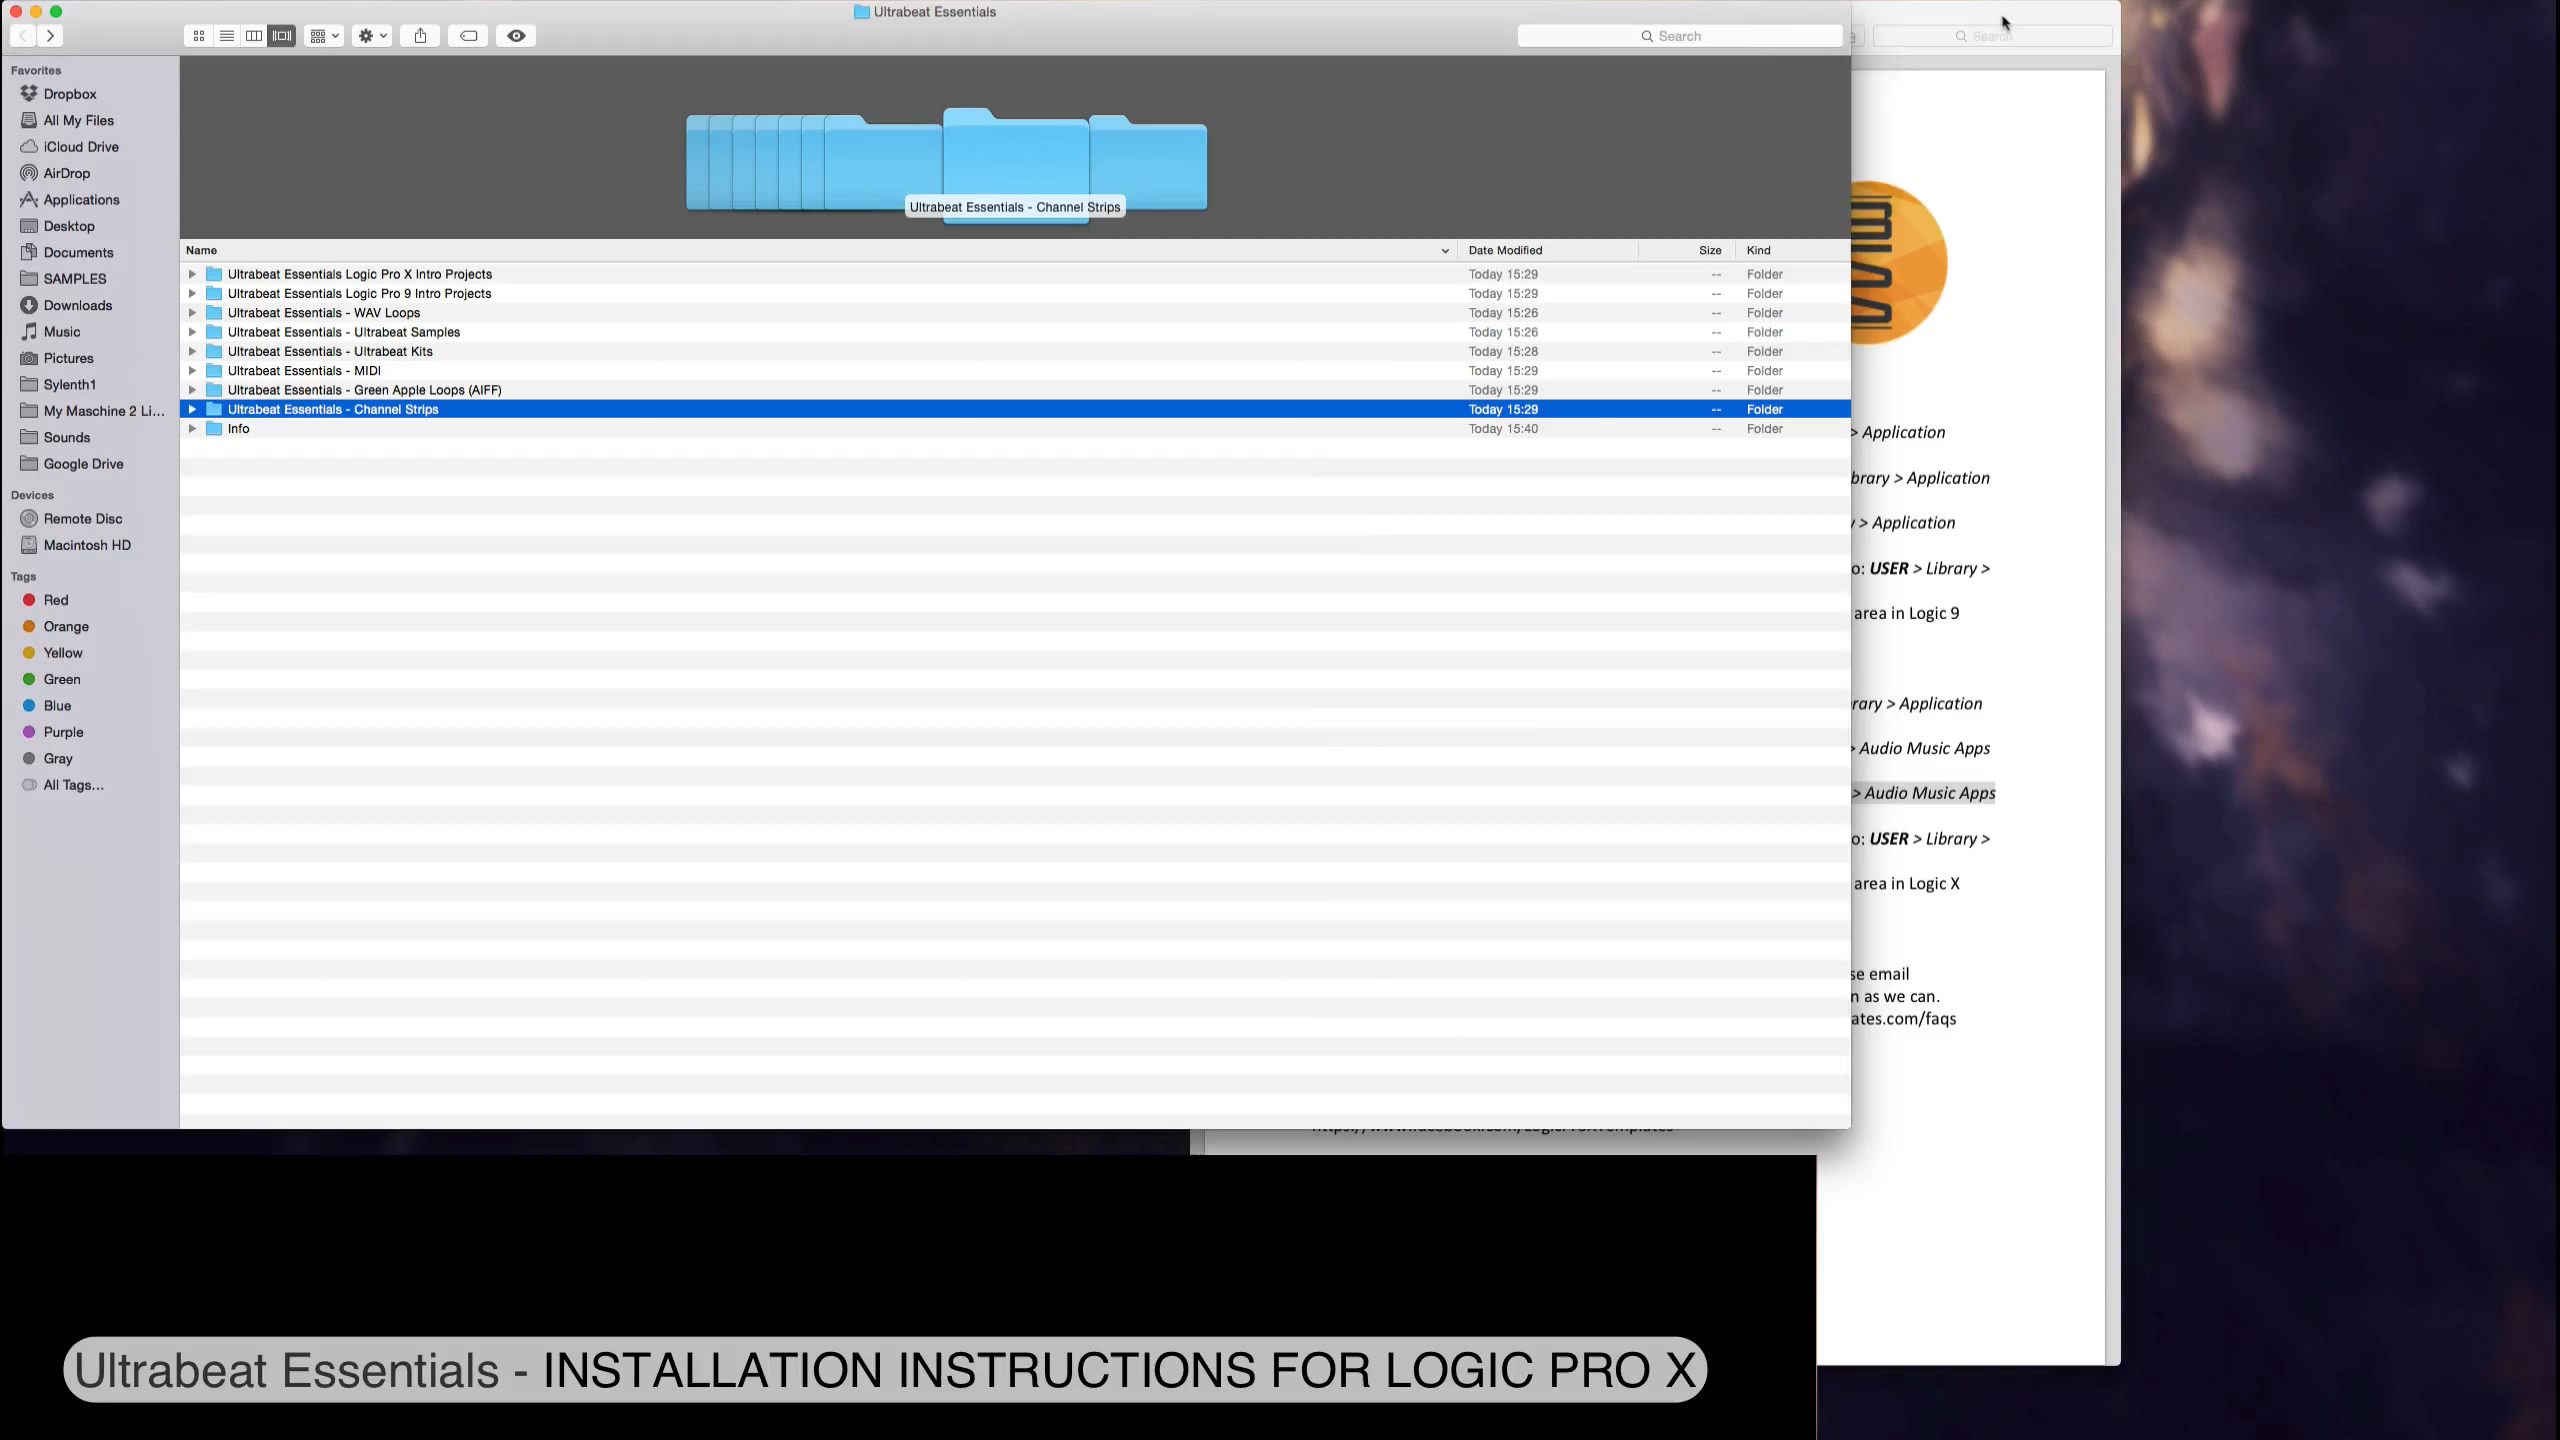 Ultrabeat Essentials
Search
Search
Favorites
Dropbox
All My Files
iCloud Drive
AirDrop
Applications
Desktop
Documents
SAMPLES
Downloads
Music
Pictures
Sylenth1
My Maschine 2 Li...
Sounds
Google Drive
Devices
Remote Disc
Macintosh HD
Tags
Red
Orange
Yellow
Green
Blue
Purple
Gray
All Tags...
Ultrabeat Essentials - Channel Strips
Name Date Modified Size Kind
Ultrabeat Essentials Logic Pro X Intro Projects Today 15:29 -- Folder
Ultrabeat Essentials Logic Pro 9 Intro Projects Today 15:29 -- Folder
Ultrabeat Essentials - WAV Loops Today 15:26 -- Folder
Ultrabeat Essentials - Ultrabeat Samples Today 15:26 -- Folder
Ultrabeat Essentials - Ultrabeat Kits Today 15:28 -- Folder
Ultrabeat Essentials - MIDI Today 15:29 -- Folder
Ultrabeat Essentials - Green Apple Loops (AIFF) Today 15:29 -- Folder
Ultrabeat Essentials - Channel Strips Today 15:29 -- Folder
Info Today 15:40 -- Folder
> Application
brary > Application
> Application
o: USER > Library >
area in Logic 9
rary > Application
> Audio Music Apps
> Audio Music Apps
o: USER > Library >
area in Logic X
se email
n as we can.
ates.com/faqs
Ultrabeat Essentials - INSTALLATION INSTRUCTIONS FOR LOGIC PRO X